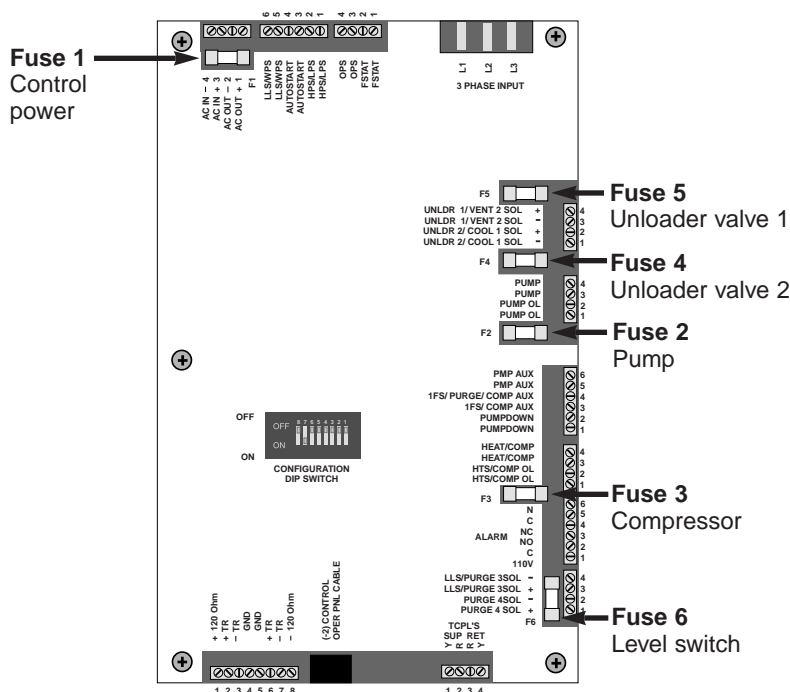 6 5 4 3 2 1
4 3 2 1
Fuse 1
Control
power
F1
AC IN − 4
AC IN + 3
AC OUT − 2
AC OUT + 1
LLS/WPS
LLS/WPS
AUTOSTART
AUTOSTART
HPS/LPS
HPS/LPS
OPS
OPS
FSTAT
FSTAT
L1 L2 L3
3 PHASE INPUT
F5
Fuse 5
Unloader valve 1
UNLDR 1/ VENT 2 SOL + 4
UNLDR 1/ VENT 2 SOL − 3
UNLDR 2/ COOL 1 SOL + 2
UNLDR 2/ COOL 1 SOL − 1
F4
Fuse 4
Unloader valve 2
PUMP 4
PUMP 3
PUMP OL 2
PUMP OL 1
F2
Fuse 2
Pump
PMP AUX 6
PMP AUX 5
1FS/ PURGE/ COMP AUX 4
1FS/ COMP AUX 3
PUMPDOWN 2
PUMPDOWN 1
OFF
ON
OFF
ON
8 7 6 5 4 3 2 1
CONFIGURATION
DIP SWITCH
HEAT/COMP 4
HEAT/COMP 3
HTS/COMP OL 2
HTS/COMP OL 1
F3
Fuse 3
Compressor
N 6
C 5
NC 4
ALARM 3
NO 2
C 1
110V
LLS/PURGE 3SOL − 4
LLS/PURGE 3SOL + 3
PURGE 4SOL − 2
PURGE 4 SOL + 1
F6
Fuse 6
Level switch
+ 120 Ohm
+ TR
− TR
GND
GND
+ TR
− TR
− 120 Ohm
(-2) CONTROL
OPER PNL CABLE
TCPL'S
SUP RET
Y R R Y
1 2 3 4 5 6 7 8
1 2 3 4